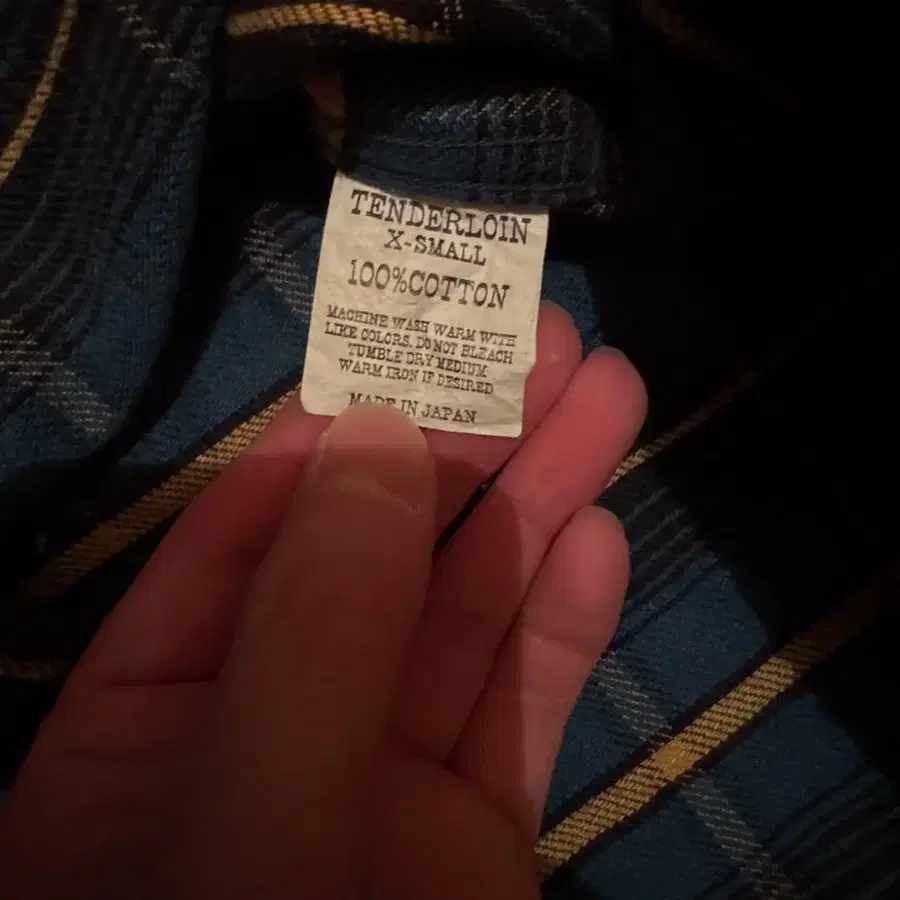 TENDERLOIN
X-SMALL
100%COTTON
MACHINE WASH WARM WITH
LIKE COLORS. DO NOT BLEACH
TUMBLE DRY MEDIUM
WARM IRON IF DESIRED
MADE IN JAPAN